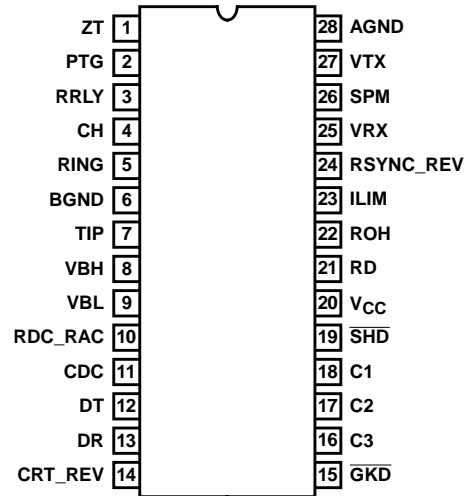 ZT 1 28 AGND
PTG 2 27 VTX
RRLY 3 26 SPM
CH 4 25 VRX
RING 5 24 RSYNC_REV
BGND 6 23 ILIM
TIP 7 22 ROH
VBH 8 21 RD
VBL 9 20 VCC
RDC_RAC 10 19 SHD
CDC 11 18 C1
DT 12 17 C2
DR 13 16 C3
CRT_REV 14 15 GKD